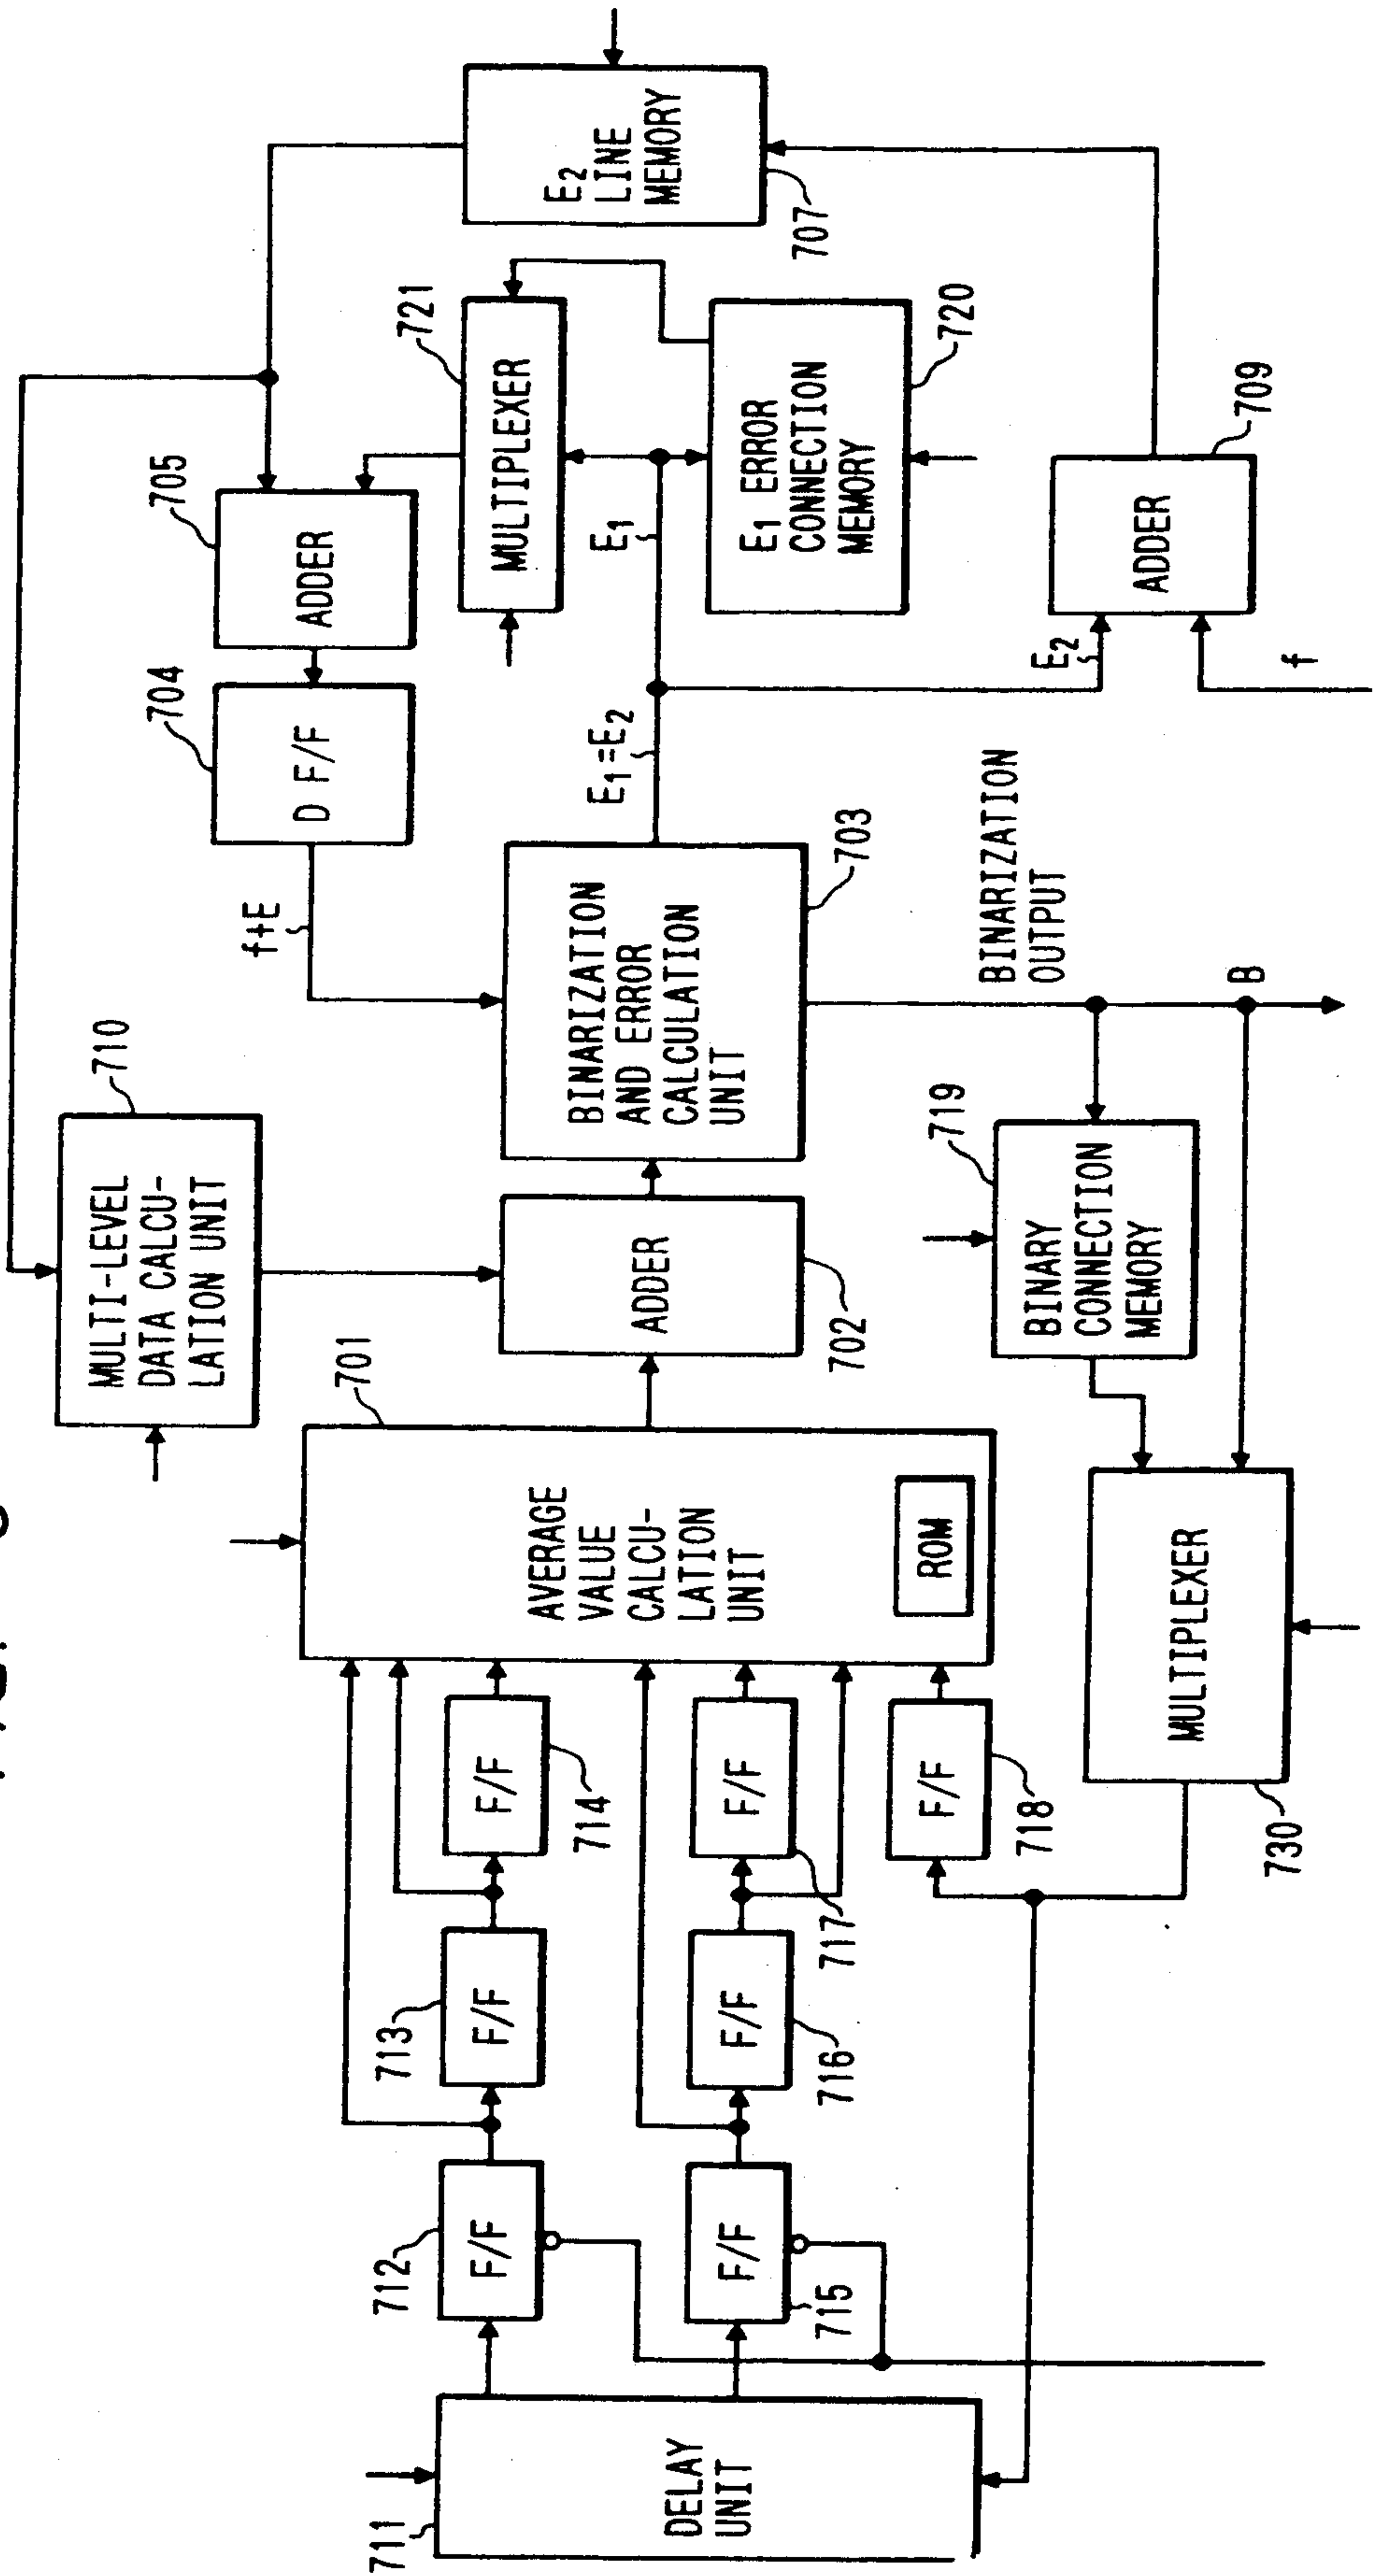 710
MULTI-LEVEL
DATA CALCU-
LATION UNIT
704
D F/F
705
ADDER
f+E
721
MULTIPLEXER
E2
LINE
MEMORY
707
701
AVERAGE
VALUE
CALCU-
LATION
UNIT
ROM
702
ADDER
BINARIZATION
AND ERROR
CALCULATION
UNIT
703
E1=E2
E1
E1 ERROR
CONNECTION
MEMORY
720
711
DELAY
UNIT
712
F/F
713
F/F
F/F
714
F/F
715
F/F
716
F/F
717
F/F
718
719
BINARY
CONNECTION
MEMORY
BINARIZATION
OUTPUT
B
MULTIPLEXER
730
E2
f
ADDER
709